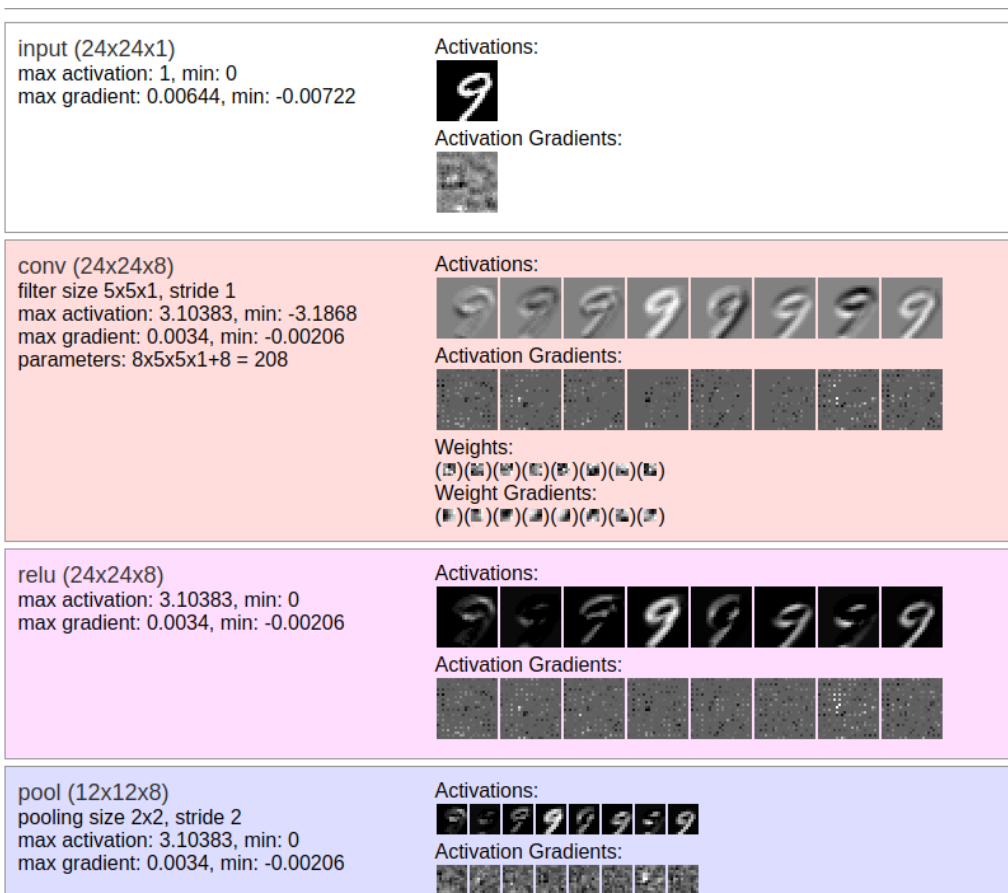 input (24x24x1)
max activation: 1, min: 0
max gradient: 0.00644, min: -0.00722
Activations:
Activation Gradients:
conv (24x24x8)
filter size 5x5x1, stride 1
max activation: 3.10383, min: -3.1868
max gradient: 0.0034, min: -0.00206
parameters: 8x5x5x1+8 = 208
Activations:
Activation Gradients:
Weights:
()()()()()()()()
Weight Gradients:
()()()()()()()()
relu (24x24x8)
max activation: 3.10383, min: 0
max gradient: 0.0034, min: -0.00206
Activations:
Activation Gradients:
pool (12x12x8)
pooling size 2x2, stride 2
max activation: 3.10383, min: 0
max gradient: 0.0034, min: -0.00206
Activations:
Activation Gradients: